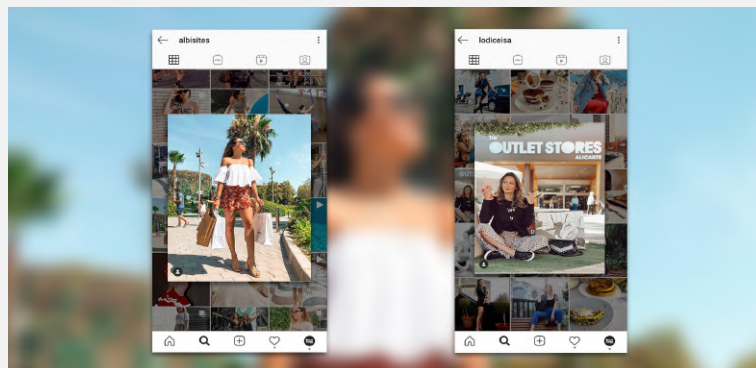 albisites
lodiceisa
THE
OUTLET STORES
ALICANTE